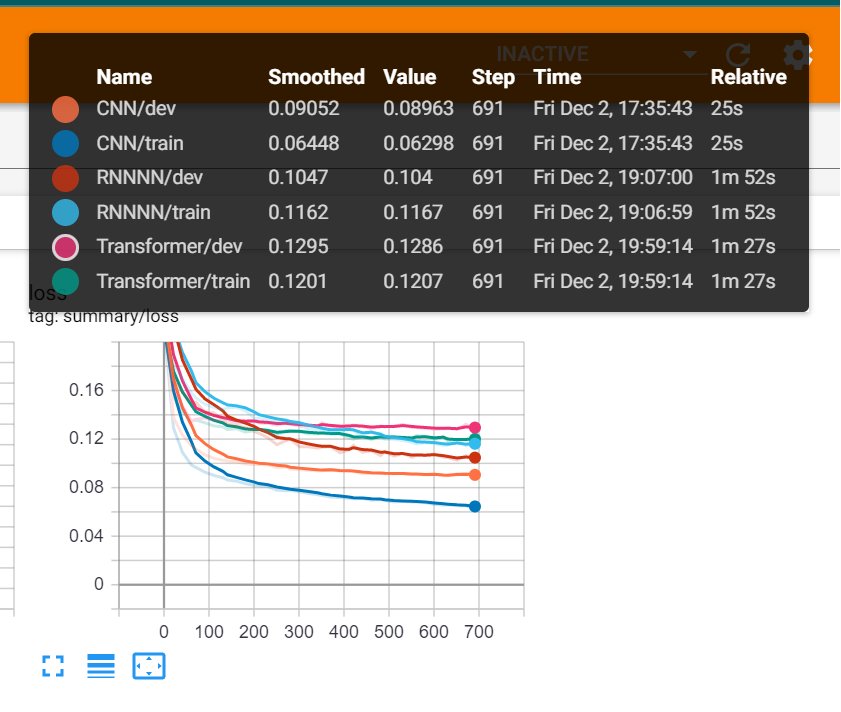 INACTIVE
Name Smoothed Value Step Time Relative
CNN/dev 0.09052 0.08963 691 Fri Dec 2, 17:35:43 25s
CNN/train 0.06448 0.06298 691 Fri Dec 2, 17:35:43 25s
RNNNN/dev 0.1047 0.104 691 Fri Dec 2, 19:07:00 1m 52s
RNNNN/train 0.1162 0.1167 691 Fri Dec 2, 19:06:59 1m 52s
Transformer/dev 0.1295 0.1286 691 Fri Dec 2, 19:59:14 1m 27s
Transformer/train 0.1201 0.1207 691 Fri Dec 2, 19:59:14 1m 27s
loss
tag: summary/loss
0.16
0.12
0.08
0.04
0
0 100 200 300 400 500 600 700